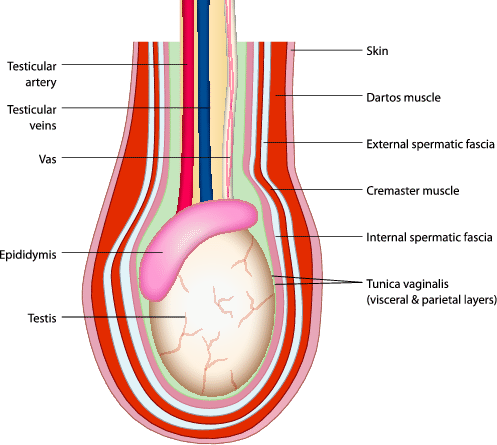 Testicular
artery
Testicular
veins
Vas
Epididymis
Testis
Skin
Dartos muscle
External spermatic fascia
Cremaster muscle
Internal spermatic fascia
Tunica vaginalis
(visceral & parietal layers)